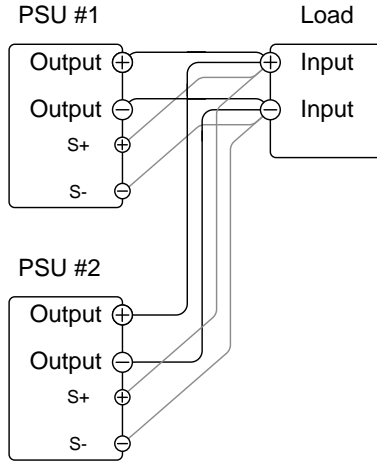 PSU #1
Load
Output +
+ Input
Output −
− Input
S+ +
S- −
PSU #2
Output +
Output −
S+ +
S- −